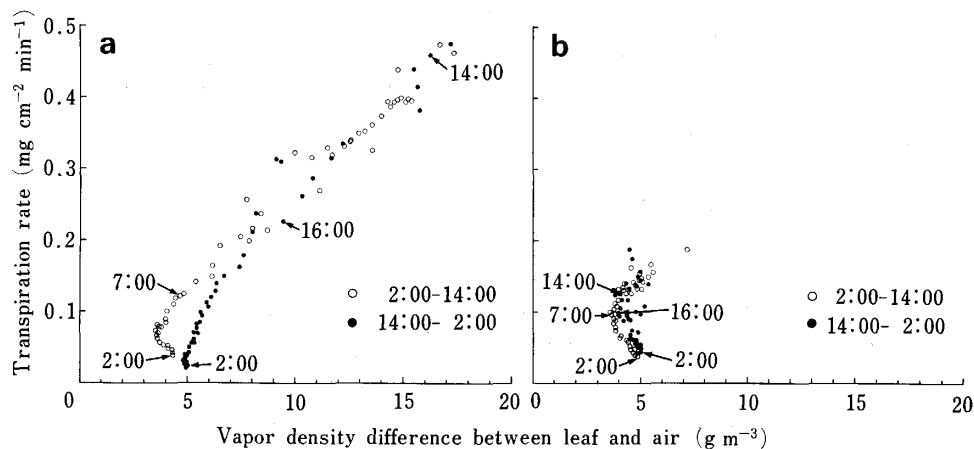 Transpiration rate (mg cm⁻² min⁻¹)
0.5
0.4
0.3
0.2
0.1
0
a
14:00
16:00
7:00
2:00
2:00
○ 2:00-14:00
● 14:00- 2:00
0 5 10 15 20
b
14:00
7:00
16:00
2:00
2:00
○ 2:00-14:00
● 14:00- 2:00
0 5 10 15 20
Vapor density difference between leaf and air (g m⁻³)